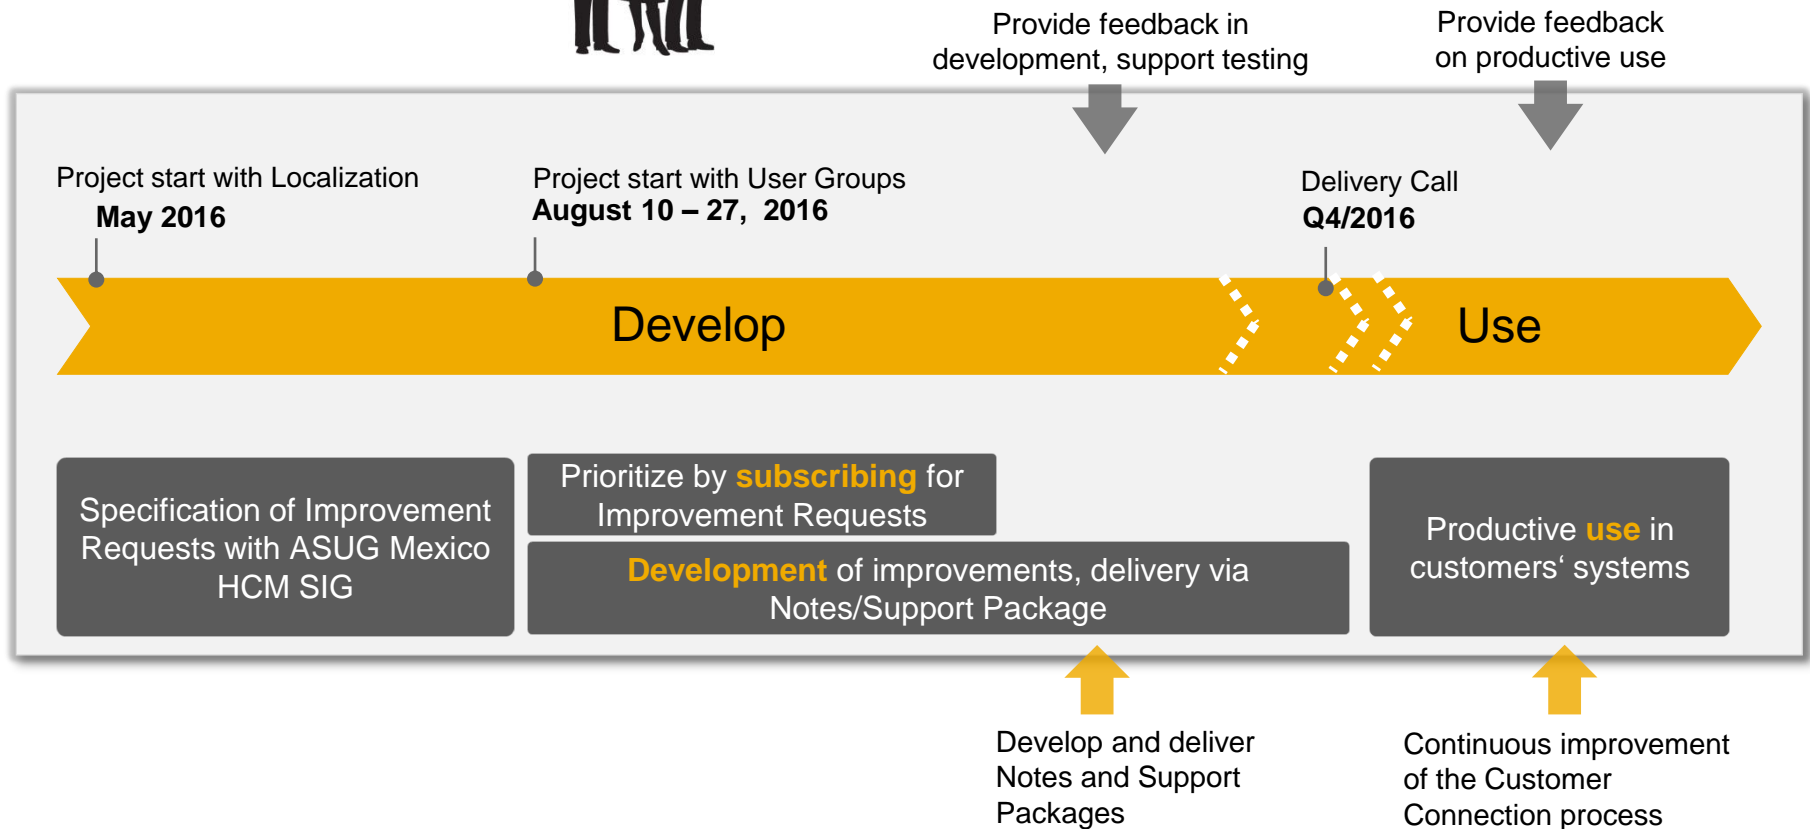 Provide feedback in
development, support testing
Provide feedback
on productive use
Project start with Localization
May 2016
Project start with User Groups
August 10 – 27,  2016
Delivery Call
Q4/2016
Develop
Use
Specification of Improvement
Requests with ASUG Mexico
HCM SIG
Prioritize by subscribing for
Improvement Requests
Development of improvements, delivery via
Notes/Support Package
Productive use in
customers‘ systems
Develop and deliver
Notes and Support
Packages
Continuous improvement
of the Customer
Connection process